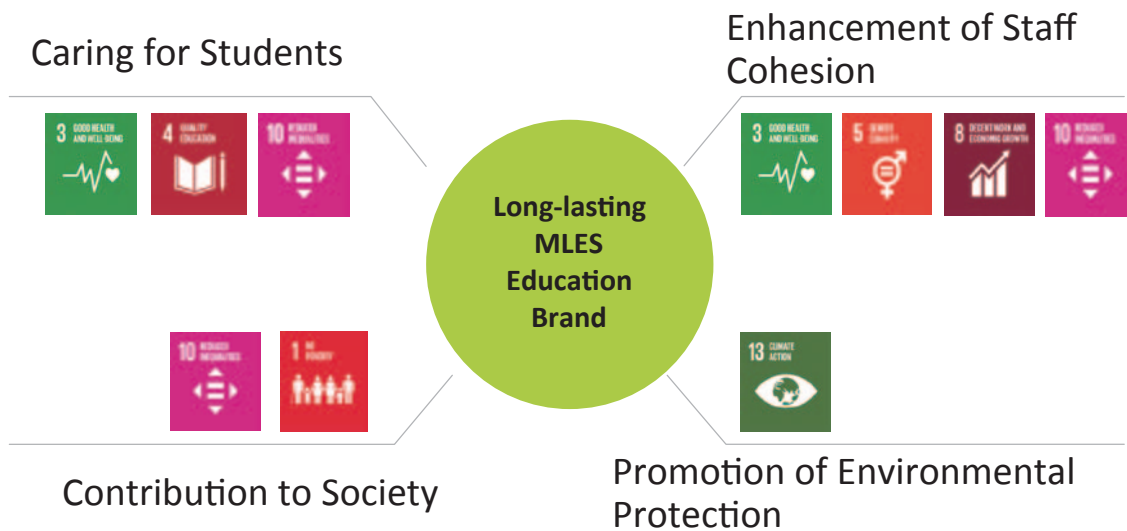 Caring for Students
Enhancement of Staff
Cohesion
3 GOOD HEALTH
AND WELL-BEING
4 QUALITY
EDUCATION
10 REDUCED
INEQUALITIES
3 GOOD HEALTH
AND WELL-BEING
5 GENDER
EQUALITY
8 DECENT WORK AND
ECONOMIC GROWTH
10 REDUCED
INEQUALITIES
Long-lasting
MLES
Education
Brand
10 REDUCED
INEQUALITIES
1 NO
POVERTY
13 CLIMATE
ACTION
Contribution to Society
Promotion of Environmental
Protection